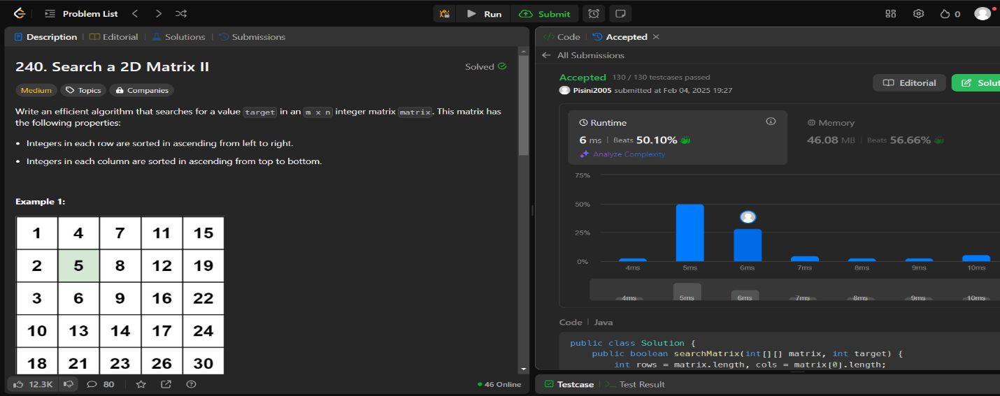 Problem List
Run
Submit
0
Description
Editorial
Solutions
Submissions
240. Search a 2D Matrix II
Solved
Medium
Topics
Companies
Write an efficient algorithm that searches for a value target in an m x n integer matrix matrix. This matrix has
the following properties:
• Integers in each row are sorted in ascending from left to right.
• Integers in each column are sorted in ascending from top to bottom.
Example 1:
1 4 7 11 15
2 5 8 12 19
3 6 9 16 22
10 13 14 17 24
18 21 23 26 30
12.3K
80
46 Online
</> Code
Accepted
All Submissions
Accepted 130 / 130 testcases passed
Pisini2005 submitted at Feb 04, 2025 19:27
Editorial
Solut
Runtime
6 ms | Beats 50.10%
Analyze Complexity
Memory
46.08 MB | Beats 56.66%
75%
50%
25%
0%
4ms 5ms 6ms 7ms 8ms 9ms 10ms
4ms 5ms 6ms 7ms 8ms 9ms 10ms
Code | Java
public class Solution {
public boolean searchMatrix(int[][] matrix, int target) {
int rows = matrix.length, cols = matrix[0].length;
Testcase
>_ Test Result